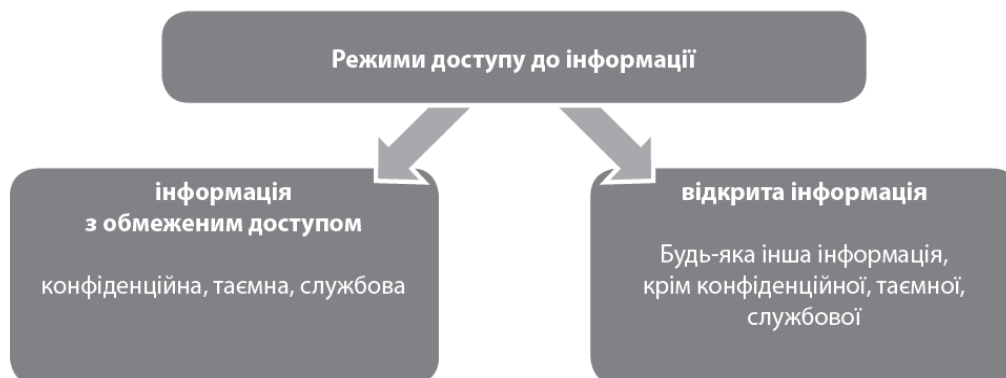 Режими доступу до інформації
інформація
з обмеженим доступом
конфіденційна, таємна, службова
відкрита інформація
Будь-яка інша інформація,
крім конфіденційної, таємної,
службової